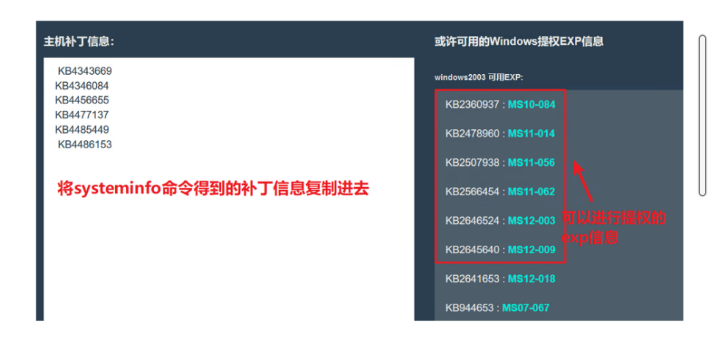 主机补丁信息:
KB4343669
KB4346084
KB4456655
KB4477137
KB4485449
KB4486153
将systeminfo命令得到的补丁信息复制进去
或许可用的Windows提权EXP信息
windows2003 可用EXP:
KB2360937 : MS10-084
KB2478960 : MS11-014
KB2507938 : MS11-056
KB2566454 : MS11-062
KB2646524 : MS12-003
KB2645640 : MS12-009
KB2641653 : MS12-018
KB944653 : MS07-067
可以进行提权的
exp信息